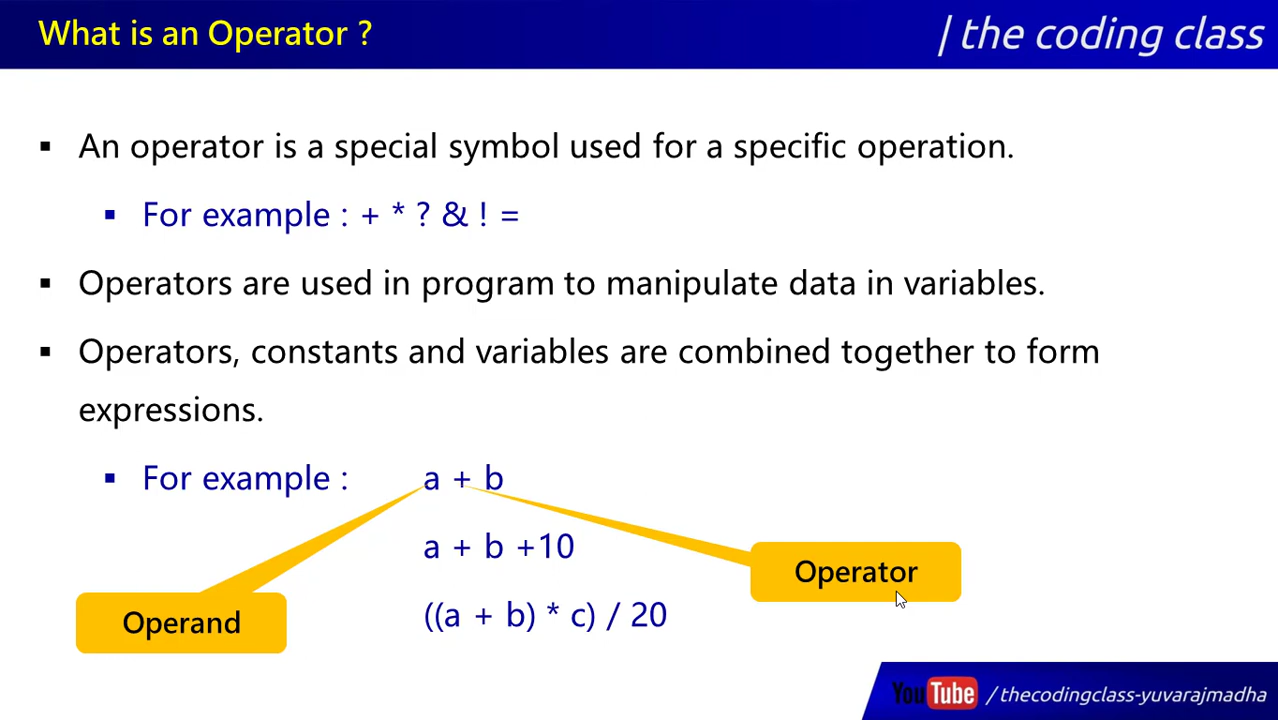 What is an Operator ?
| the coding class
▪ An operator is a special symbol used for a specific operation.
▪ For example : + * ? & ! =
▪ Operators are used in program to manipulate data in variables.
▪ Operators, constants and variables are combined together to form
expressions.
▪ For example : a + b
a + b +10
Operator
((a + b) * c) / 20
Operand
YouTube / thecodingclass-yuvarajmadha